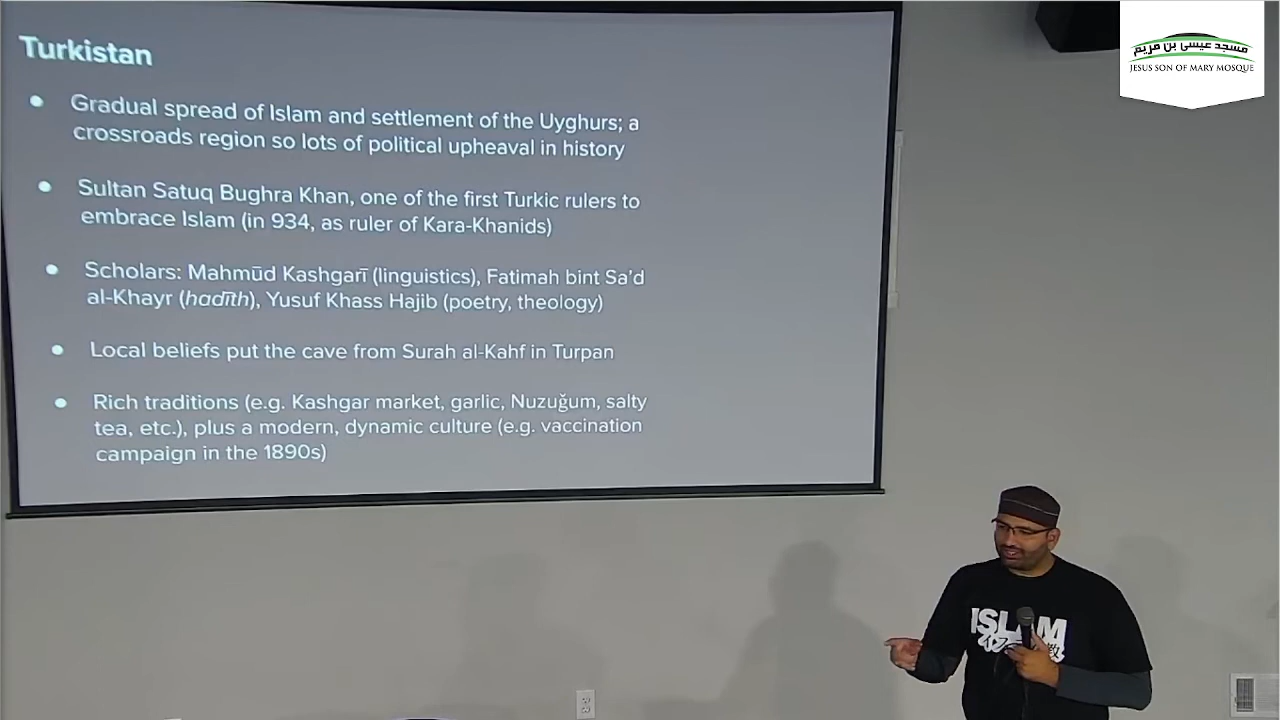 Turkistan
Gradual spread of Islam and settlement of the Uyghurs; a
crossroads region so lots of political upheaval in history
Sultan Satuq Bughra Khan, one of the first Turkic rulers to
embrace Islam (in 934, as ruler of Kara-Khanids)
Scholars: Mahmūd Kashgarī (linguistics), Fatimah bint Sa'd
al-Khayr (hadīth), Yusuf Khass Hajib (poetry, theology)
Local beliefs put the cave from Surah al-Kahf in Turpan
Rich traditions (e.g. Kashgar market, garlic, Nuzuğum, salty
tea, etc.), plus a modern, dynamic culture (e.g. vaccination
campaign in the 1890s)
مسجد عيسى بن مريم
JESUS SON OF MARY MOSQUE
ISLAM
教